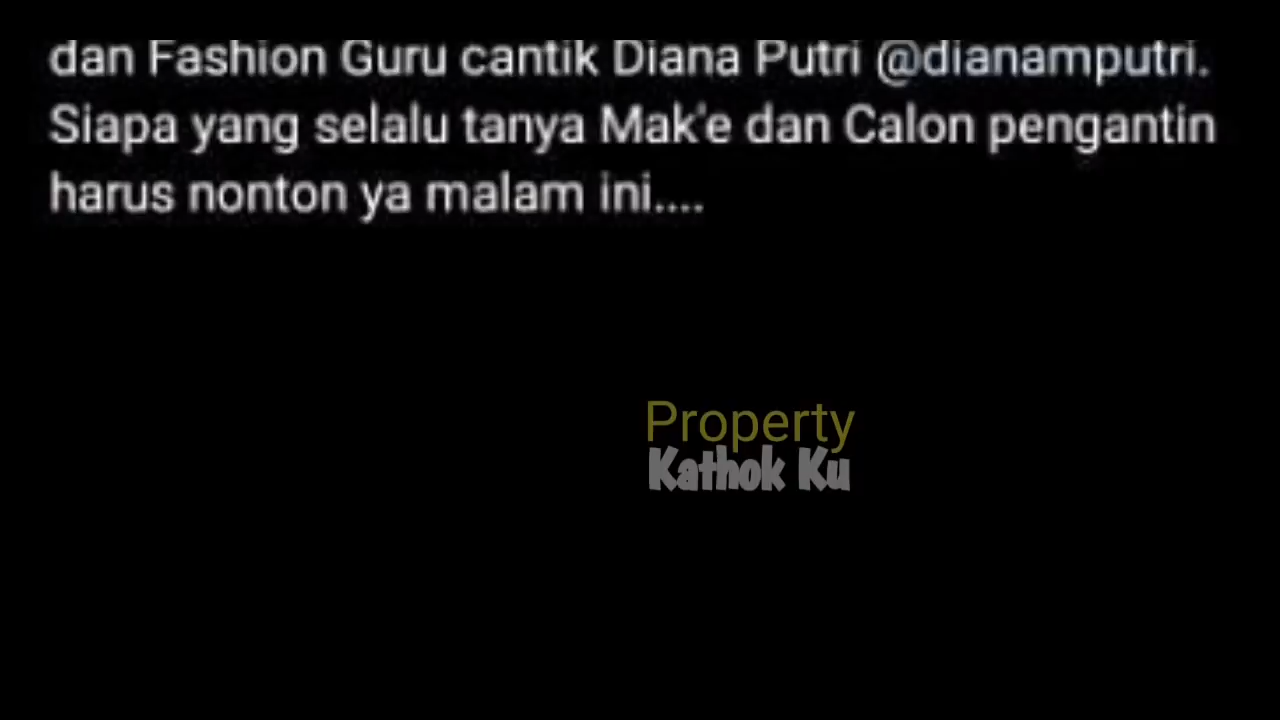 dan Fashion Guru cantik Diana Putri @dianamputri.
Siapa yang selalu tanya Mak'e dan Calon pengantin
harus nonton ya malam ini....
Property
Kathok Ku